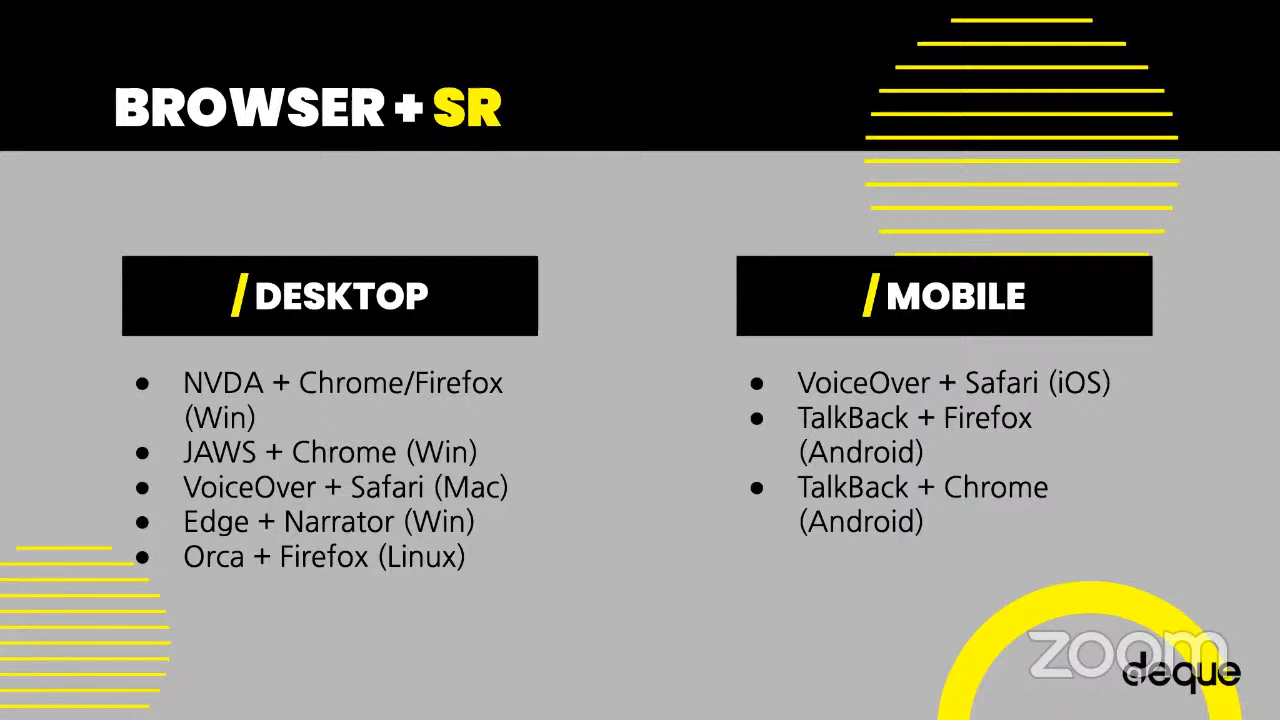 BROWSER + SR
/ DESKTOP
● NVDA + Chrome/Firefox
(Win)
● JAWS + Chrome (Win)
● VoiceOver + Safari (Mac)
● Edge + Narrator (Win)
● Orca + Firefox (Linux)
/ MOBILE
● VoiceOver + Safari (iOS)
● TalkBack + Firefox
(Android)
● TalkBack + Chrome
(Android)
zoom
deque